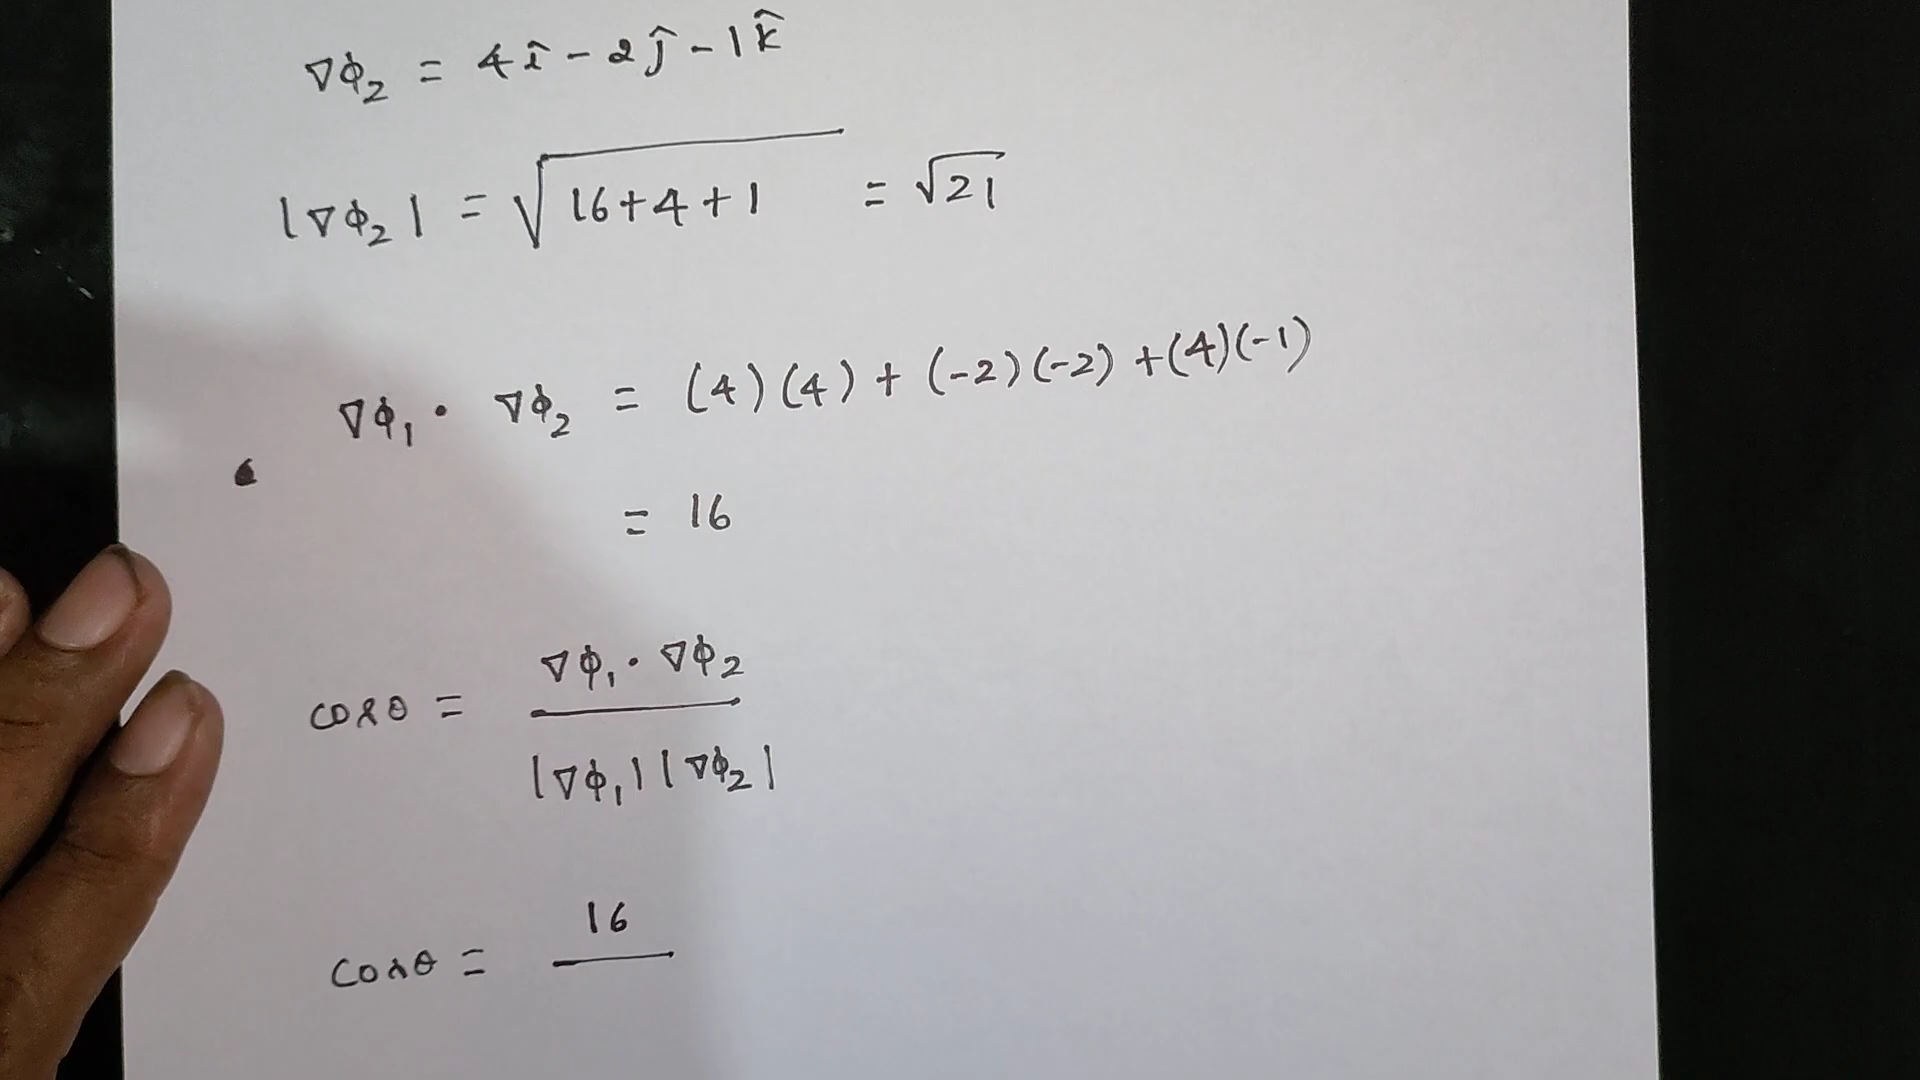 ∇ϕ₂ = 4î - 2ĵ - 1k̂
|∇ϕ₂| = √(16+4+1) = √21
∇ϕ₁ · ∇ϕ₂ = (4)(4) + (-2)(-2) + (4)(-1)
= 16
cosθ = ∇ϕ₁ · ∇ϕ₂
|∇ϕ₁| |∇ϕ₂|
cosθ = 16